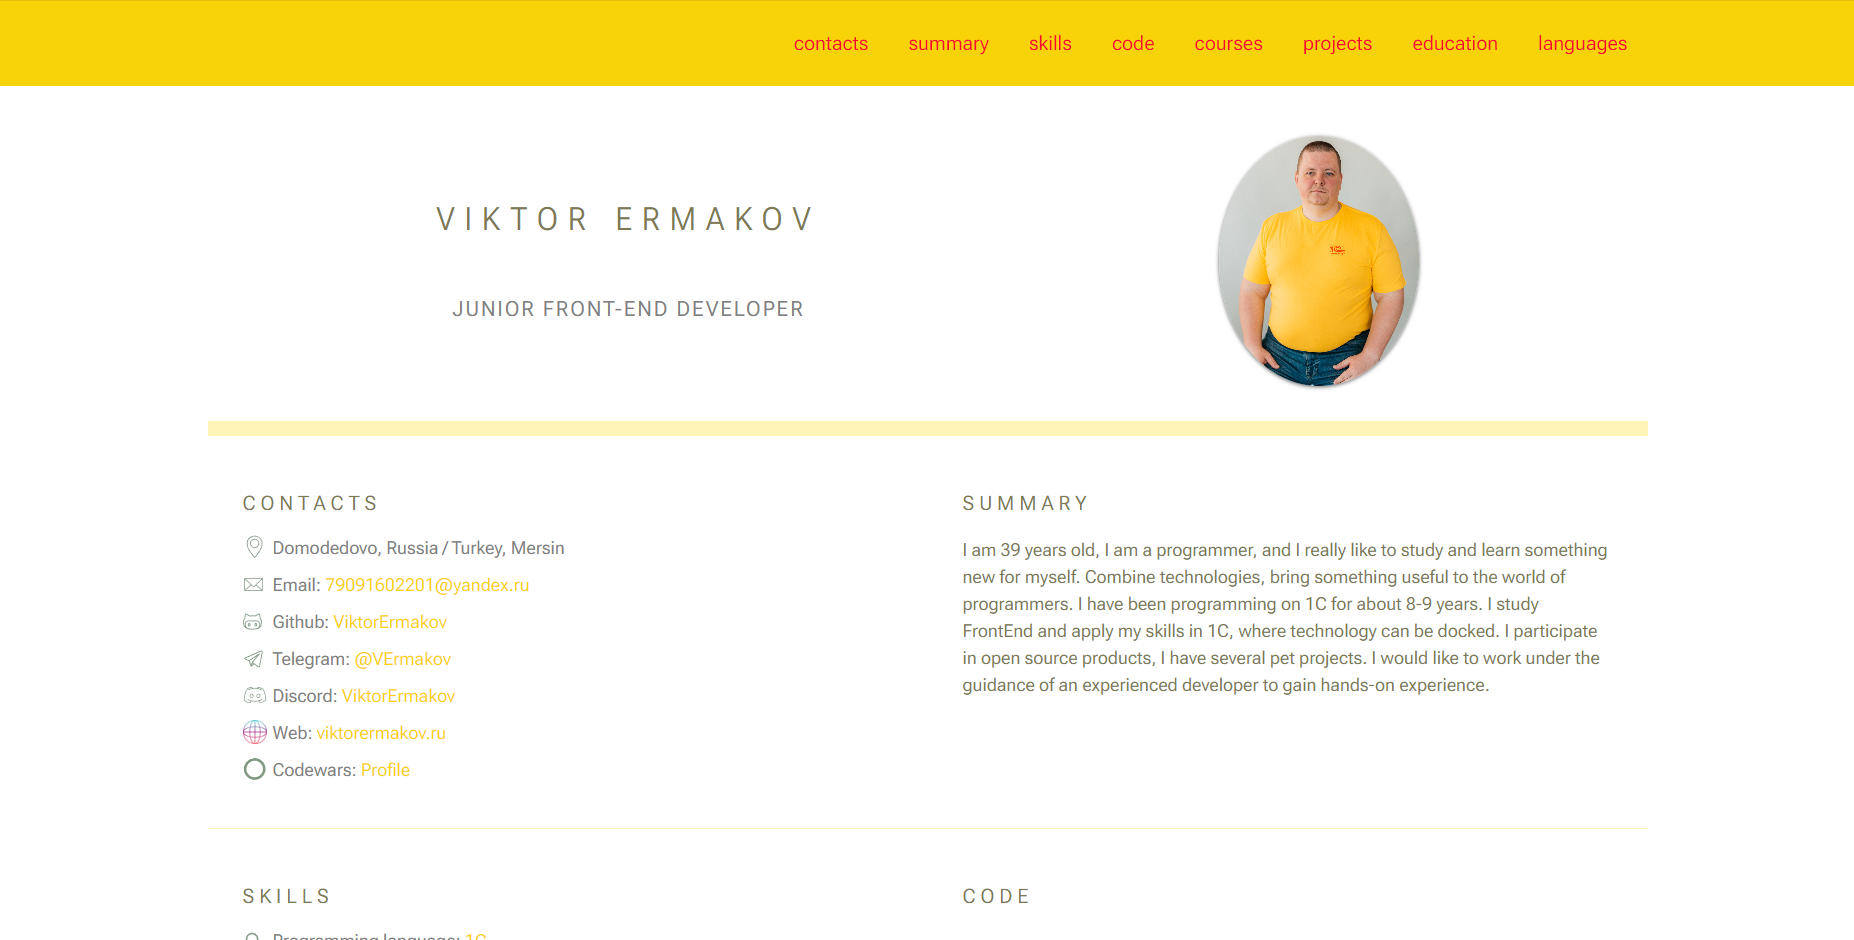 contacts summary skills code courses projects education languages
VIKTOR ERMAKOV
JUNIOR FRONT-END DEVELOPER
CONTACTS
Domodedovo, Russia / Turkey, Mersin
Email: 79091602201@yandex.ru
Github: ViktorErmakov
Telegram: @VErmakov
Discord: ViktorErmakov
Web: viktorermakov.ru
Codewars: Profile
SUMMARY
I am 39 years old, I am a programmer, and I really like to study and learn something
new for myself. Combine technologies, bring something useful to the world of
programmers. I have been programming on 1C for about 8-9 years. I study
FrontEnd and apply my skills in 1C, where technology can be docked. I participate
in open source products, I have several pet projects. I would like to work under the
guidance of an experienced developer to gain hands-on experience.
SKILLS
Programming language: 1C
CODE